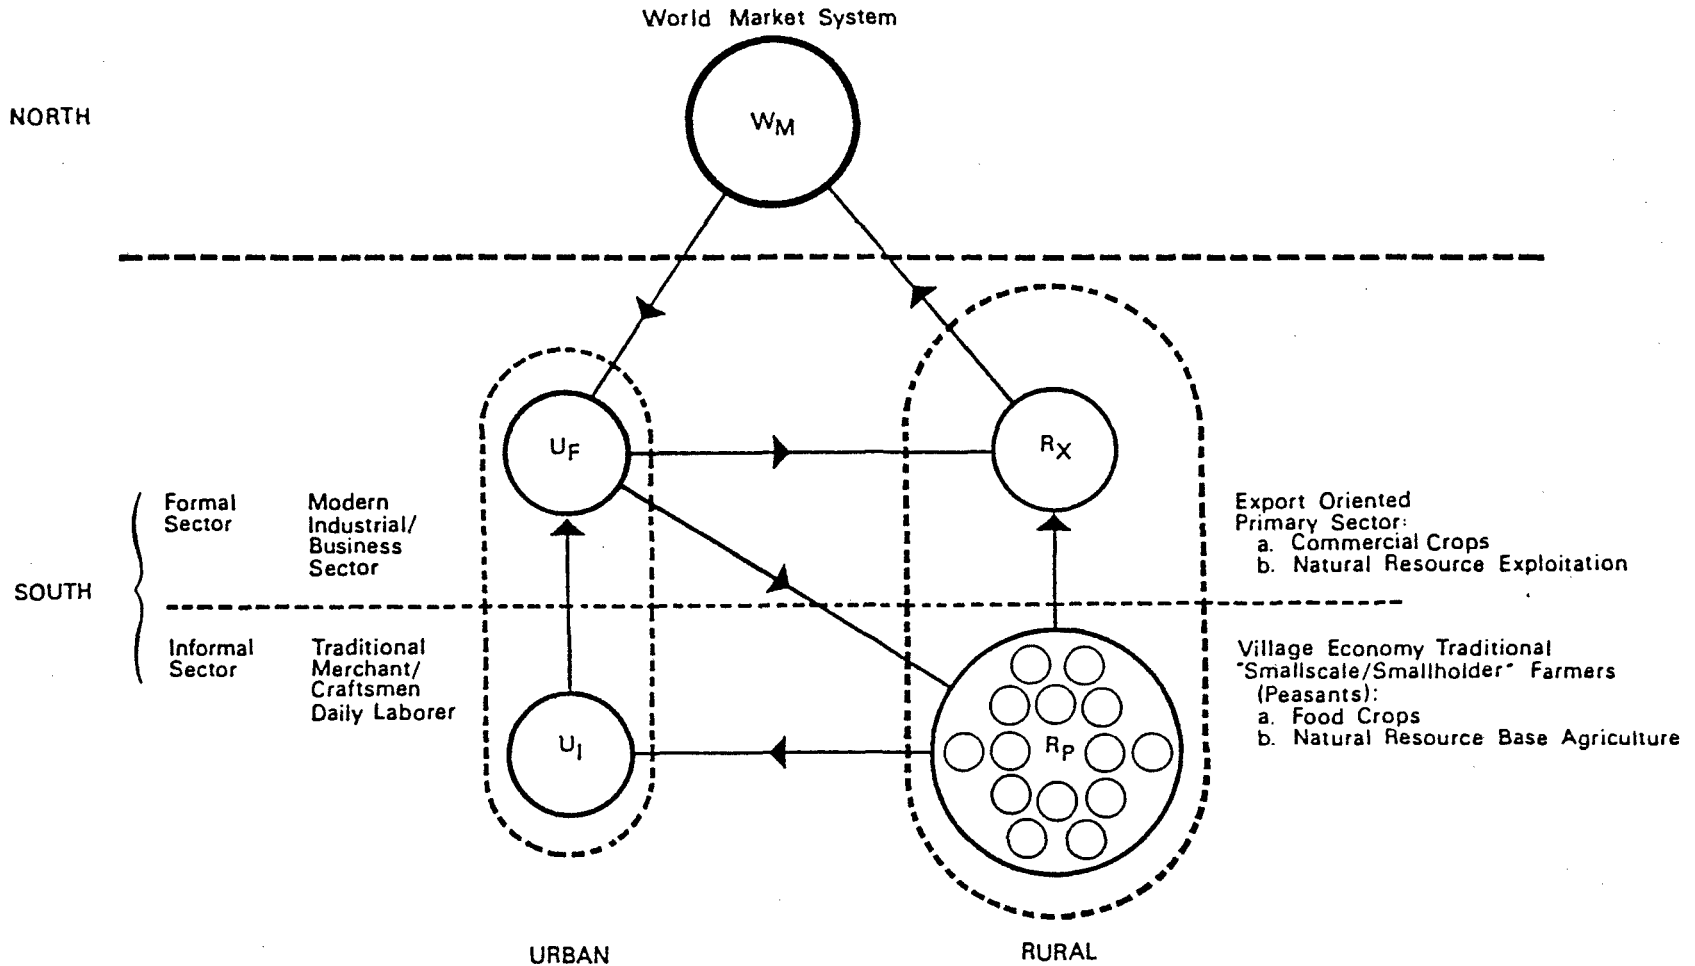 World Market System
NORTH
WM
UF
RX
Formal
Sector
Modern
Industrial/
Business
Sector
Export Oriented
Primary Sector:
a. Commercial Crops
b. Natural Resource Exploitation
SOUTH
Informal
Sector
Traditional
Merchant/
Craftsmen
Daily Laborer
Village Economy Traditional
"Smallscale/Smallholder" Farmers
(Peasants):
a. Food Crops
b. Natural Resource Base Agriculture
UI
RP
URBAN
RURAL